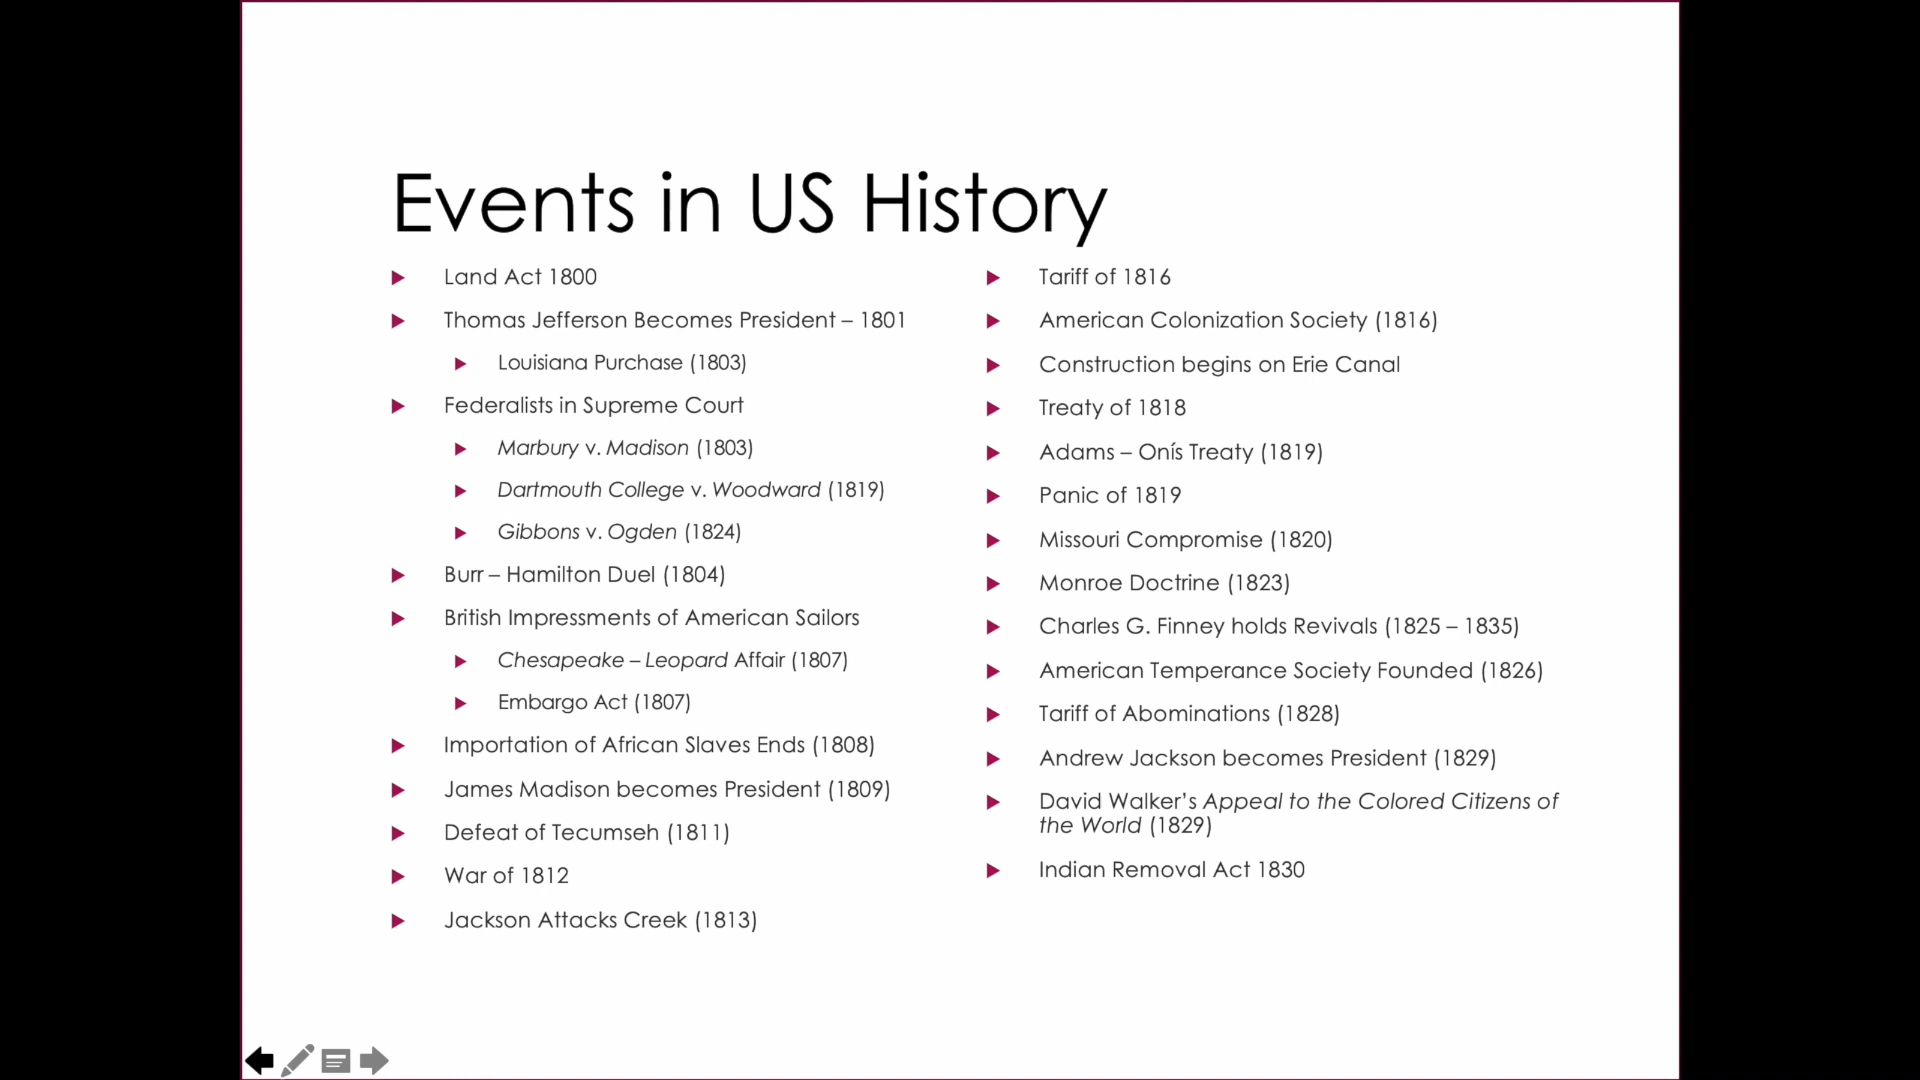 Events in US History
Land Act 1800
Thomas Jefferson Becomes President – 1801
Louisiana Purchase (1803)
Federalists in Supreme Court
Marbury v. Madison (1803)
Dartmouth College v. Woodward (1819)
Gibbons v. Ogden (1824)
Burr – Hamilton Duel (1804)
British Impressments of American Sailors
Chesapeake – Leopard Affair (1807)
Embargo Act (1807)
Importation of African Slaves Ends (1808)
James Madison becomes President (1809)
Defeat of Tecumseh (1811)
War of 1812
Jackson Attacks Creek (1813)
Tariff of 1816
American Colonization Society (1816)
Construction begins on Erie Canal
Treaty of 1818
Adams – Onís Treaty (1819)
Panic of 1819
Missouri Compromise (1820)
Monroe Doctrine (1823)
Charles G. Finney holds Revivals (1825 – 1835)
American Temperance Society Founded (1826)
Tariff of Abominations (1828)
Andrew Jackson becomes President (1829)
David Walker’s Appeal to the Colored Citizens of
the World (1829)
Indian Removal Act 1830